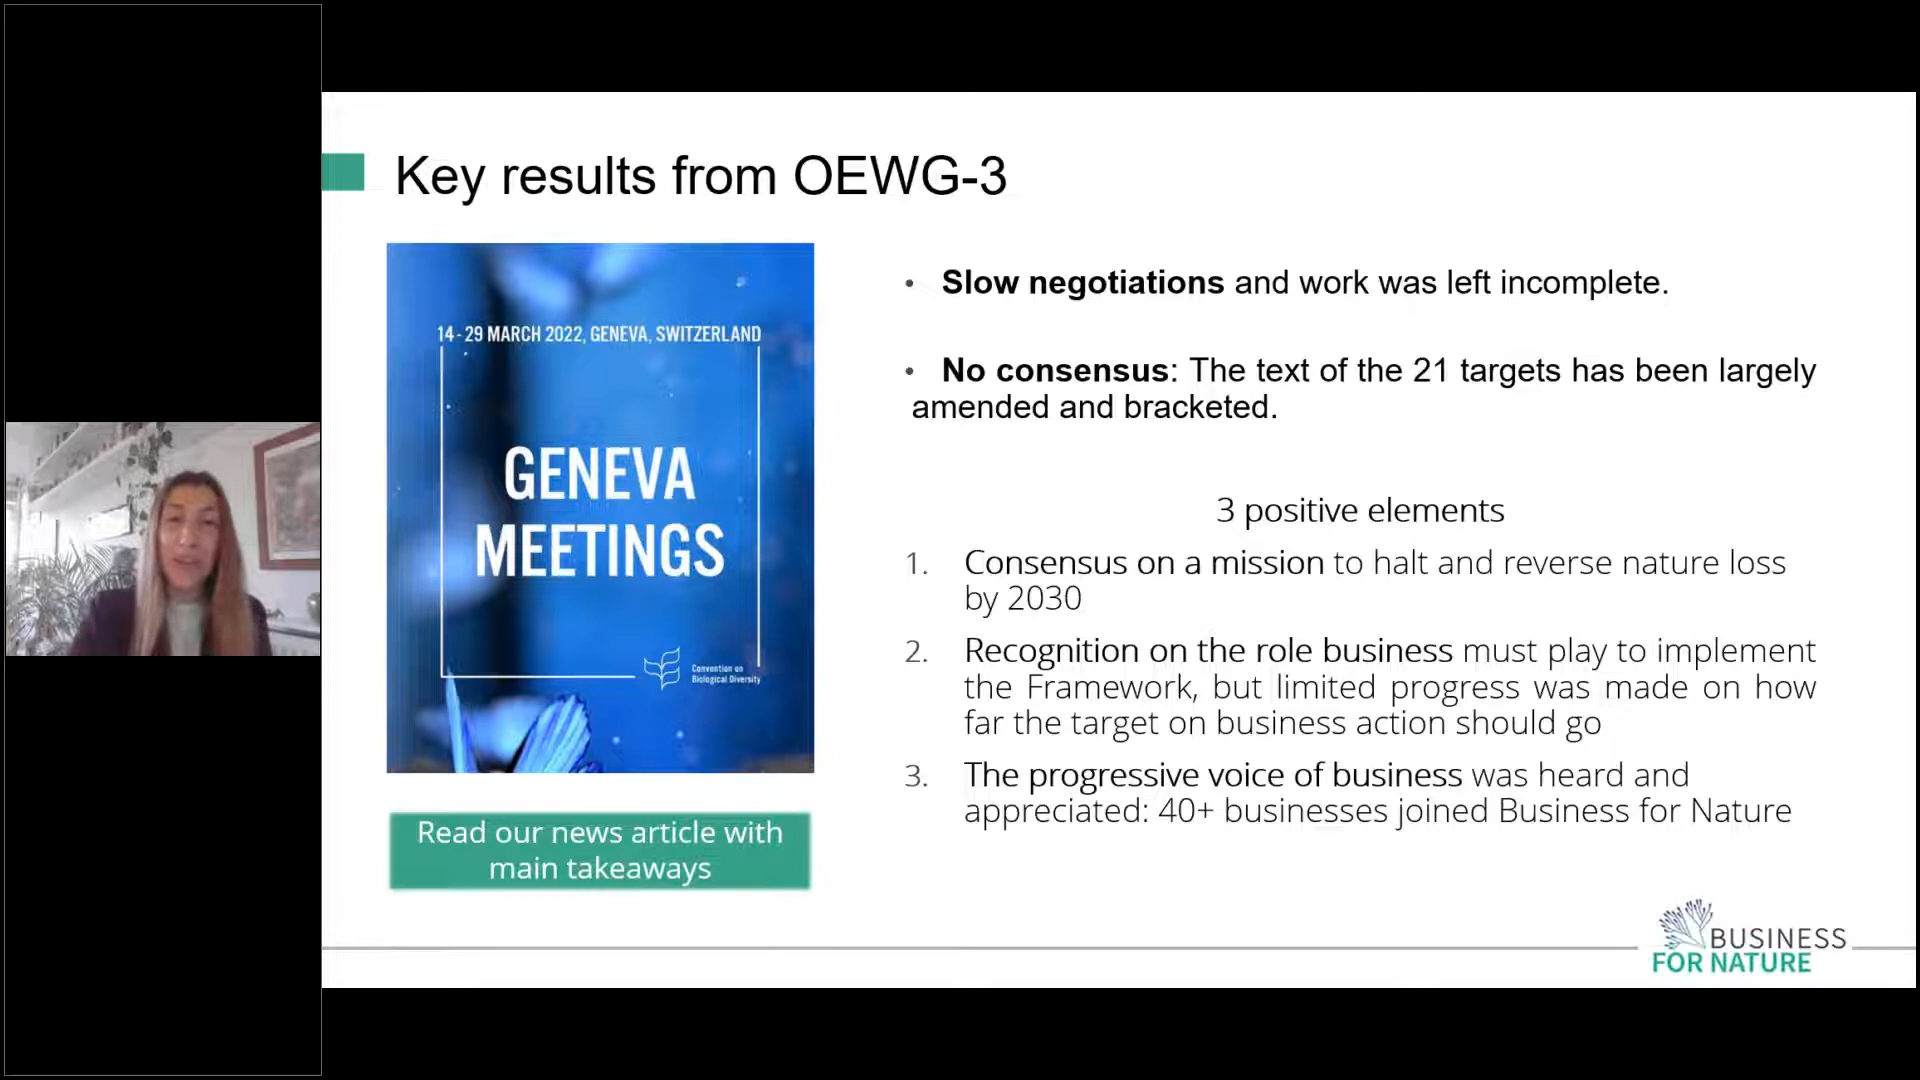 Key results from OEWG-3
14-29 MARCH 2022, GENEVA, SWITZERLAND
GENEVA
MEETINGS
Convention on
Biological Diversity
Read our news article with
main takeaways
• Slow negotiations and work was left incomplete.
• No consensus: The text of the 21 targets has been largely
amended and bracketed.
3 positive elements
1. Consensus on a mission to halt and reverse nature loss
by 2030
2. Recognition on the role business must play to implement
the Framework, but limited progress was made on how
far the target on business action should go
3. The progressive voice of business was heard and
appreciated: 40+ businesses joined Business for Nature
BUSINESS
FOR NATURE